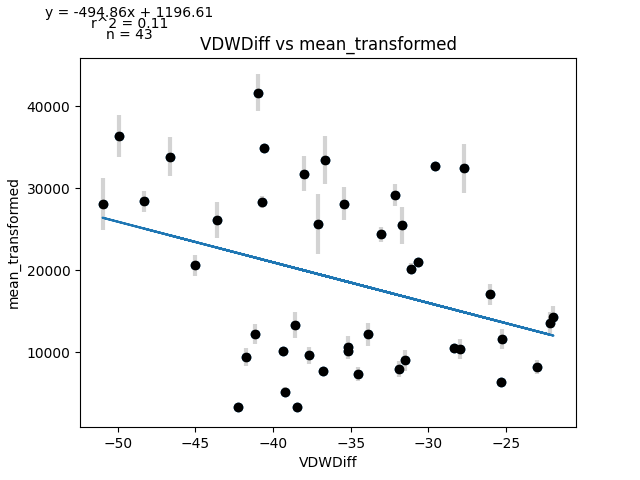 y = -494.86x + 1196.61
r^2 = 0.11
n = 43
VDWDiff vs mean_transformed
40000
30000
20000
10000
mean_transformed
−50
−45
−40
−35
−30
−25
VDWDiff